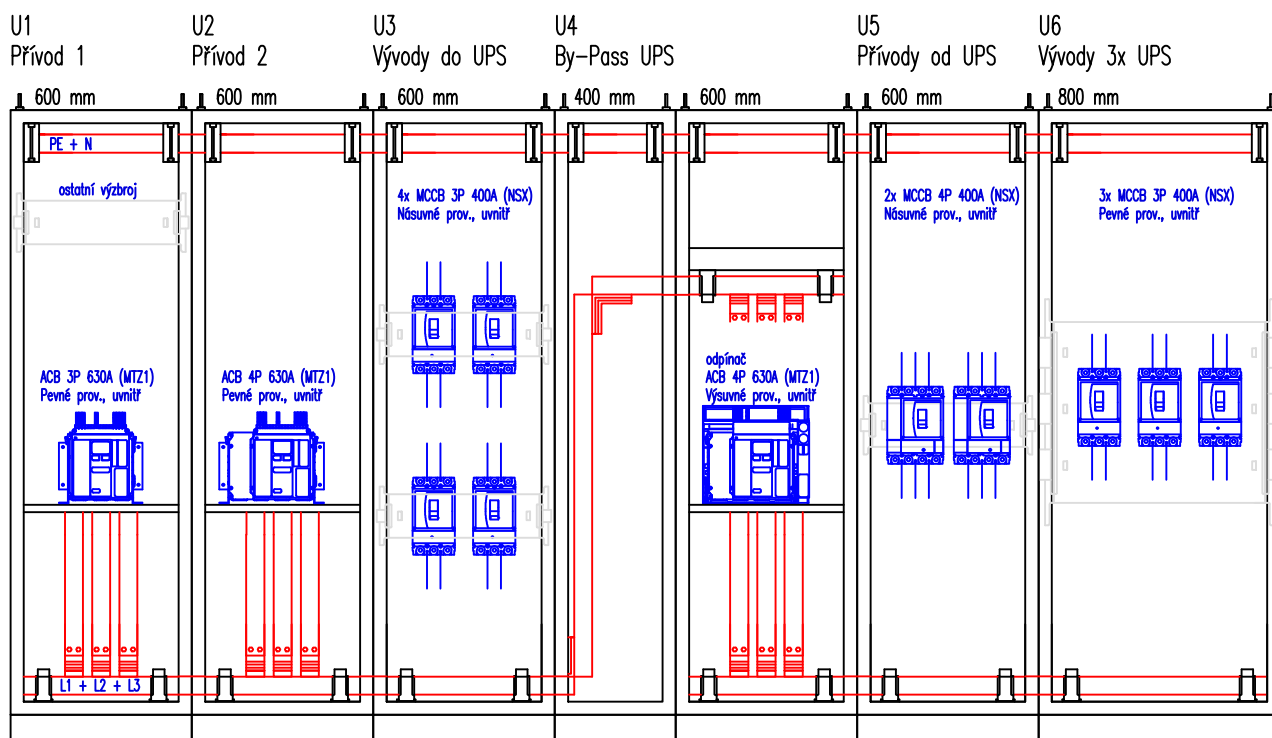 U1
Přívod 1
U2
Přívod 2
U3
Vývody do UPS
U4
By-Pass UPS
U5
Přívody od UPS
U6
Vývody 3x UPS
600 mm
600 mm
600 mm
400 mm
600 mm
600 mm
800 mm
PE + N
ostatní výzbroj
4x MCCB 3P 400A (NSX)
Násuvné prov., uvnitř
2x MCCB 4P 400A (NSX)
Násuvné prov., uvnitř
3x MCCB 3P 400A (NSX)
Pevné prov., uvnitř
ACB 3P 630A (MTZ1)
Pevné prov., uvnitř
ACB 4P 630A (MTZ1)
Pevné prov., uvnitř
odpínač
ACB 4P 630A (MTZ1)
Výsuvné prov., uvnitř
L1 + L2 + L3